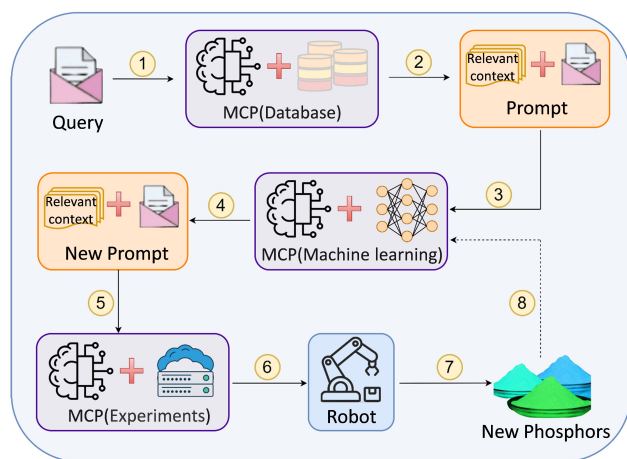 1
2
Relevant
context
Query
MCP(Database)
Prompt
3
Relevant
context
4
New Prompt
MCP(Machine learning)
5
8
6
7
MCP(Experiments)
Robot
New Phosphors